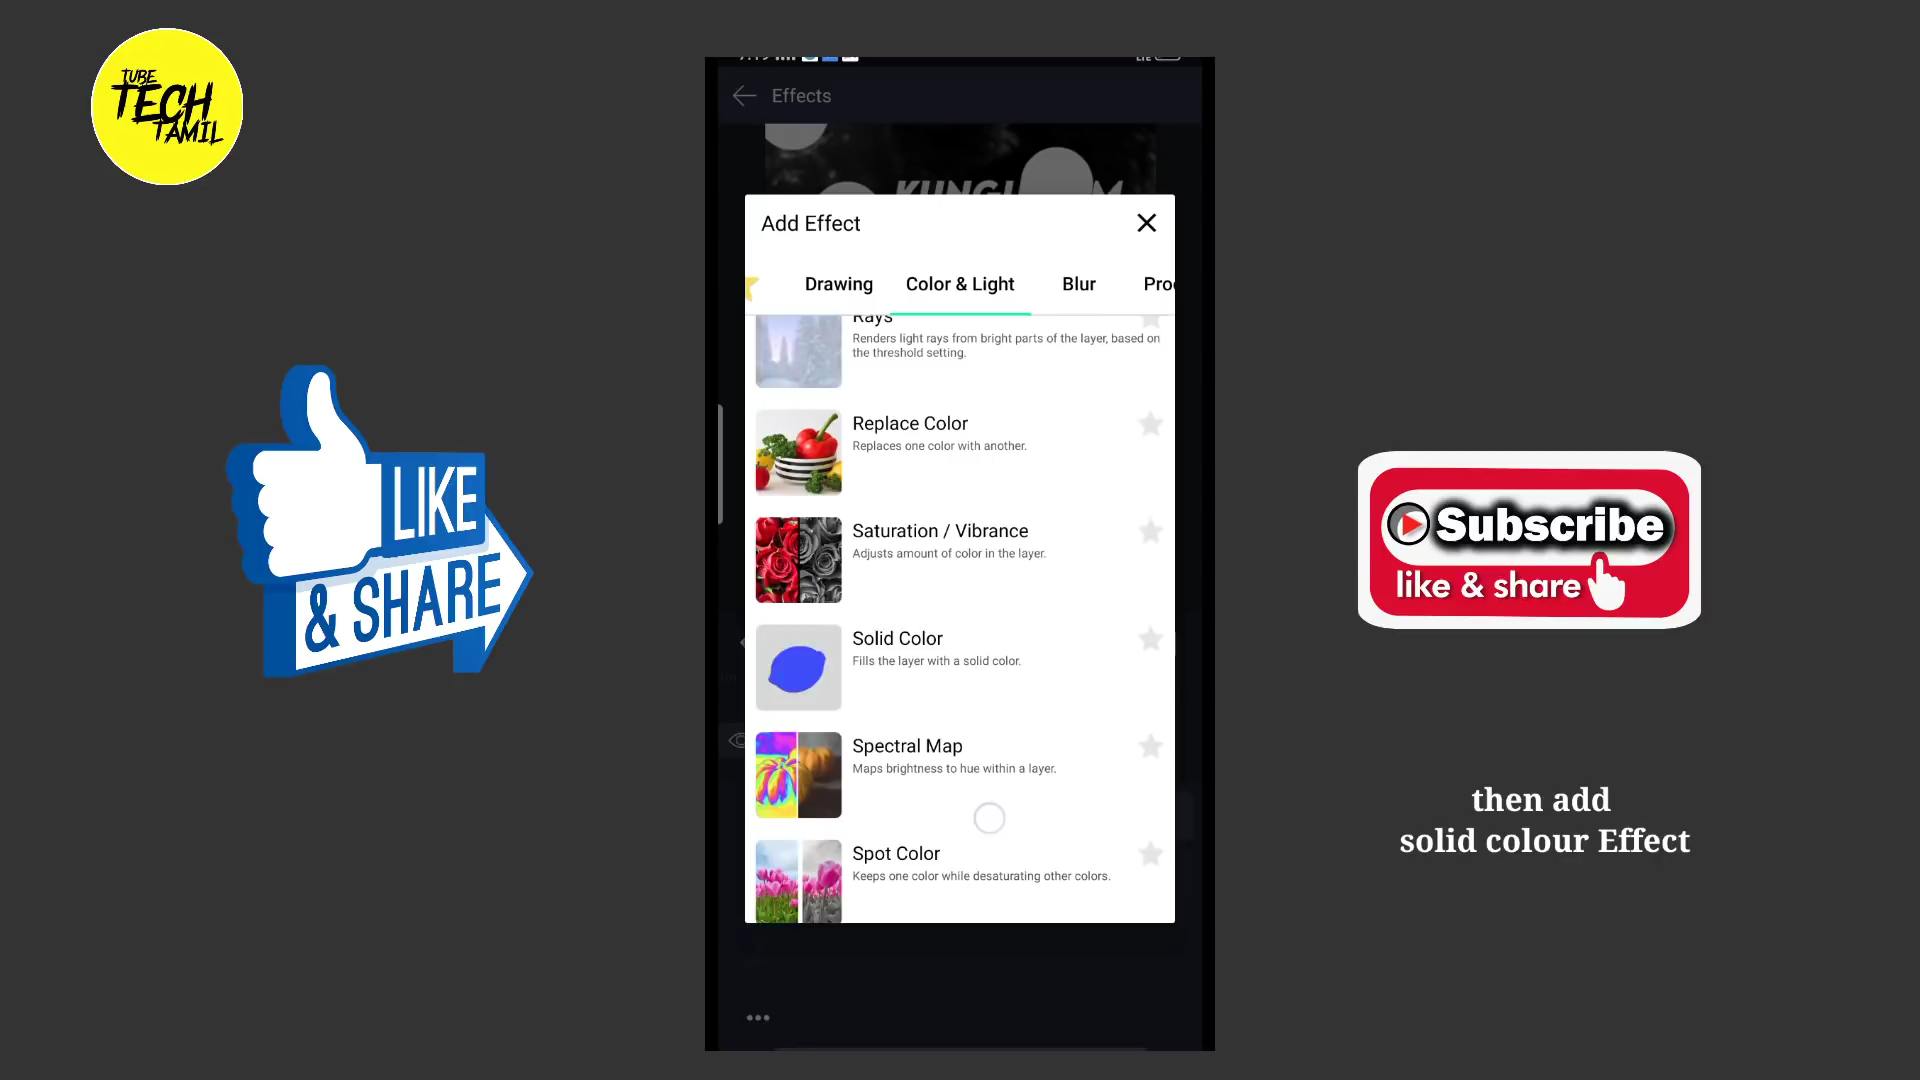 TUBE
TECH
TAMIL
Effects
Add Effect
Drawing
Color & Light
Blur
Rays
Renders light rays from bright parts of the layer, based on
the threshold setting.
Replace Color
Replaces one color with another.
Saturation / Vibrance
Adjusts amount of color in the layer.
Solid Color
Fills the layer with a solid color.
Spectral Map
Maps brightness to hue within a layer.
Spot Color
Keeps one color while desaturating other colors.
LIKE
& SHARE
Subscribe
like & share
then add
solid colour Effect